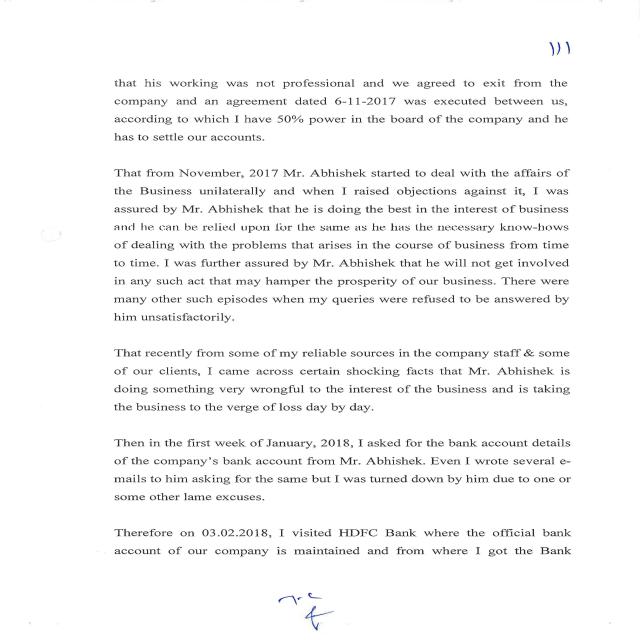 111
that his working was not professional and we agreed to exit from the
company and an agreement dated 6-11-2017 was executed between us,
according to which I have 50% power in the board of the company and he
has to settle our accounts.
That from November, 2017 Mr. Abhishek started to deal with the affairs of
the Business unilaterally and when I raised objections against it, I was
assured by Mr. Abhishek that he is doing the best in the interest of business
and he can be relied upon for the same as he has the necessary know-hows
of dealing with the problems that arises in the course of business from time
to time. I was further assured by Mr. Abhishek that he will not get involved
in any such act that may hamper the prosperity of our business. There were
many other such episodes when my queries were refused to be answered by
him unsatisfactorily.
That recently from some of my reliable sources in the company staff & some
of our clients, I came across certain shocking facts that Mr. Abhishek is
doing something very wrongful to the interest of the business and is taking
the business to the verge of loss day by day.
Then in the first week of January, 2018, I asked for the bank account details
of the company's bank account from Mr. Abhishek. Even I wrote several e-
mails to him asking for the same but I was turned down by him due to one or
some other lame excuses.
Therefore on 03.02.2018, I visited HDFC Bank where the official bank
account of our company is maintained and from where I got the Bank